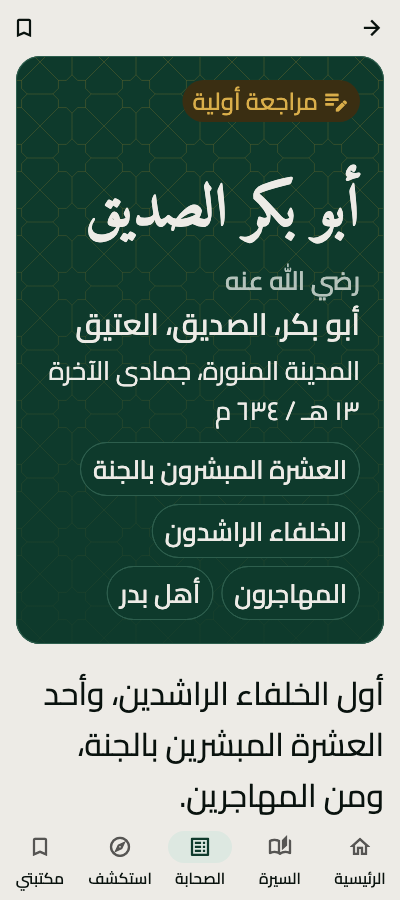 مراجعة أولية
أبو بكر الصديق
رضي الله عنه
أبو بكر، الصديق، العتيق
المدينة المنورة، جمادى الآخرة
١٣ هـ / ٦٣٤ م
العشرة المبشرون بالجنة
الخلفاء الراشدون
المهاجرون أهل بدر
أول الخلفاء الراشدين، وأحد
العشرة المبشرين بالجنة،
ومن المهاجرين.
الرئيسية السيرة الصحابة استكشف مكتبتي